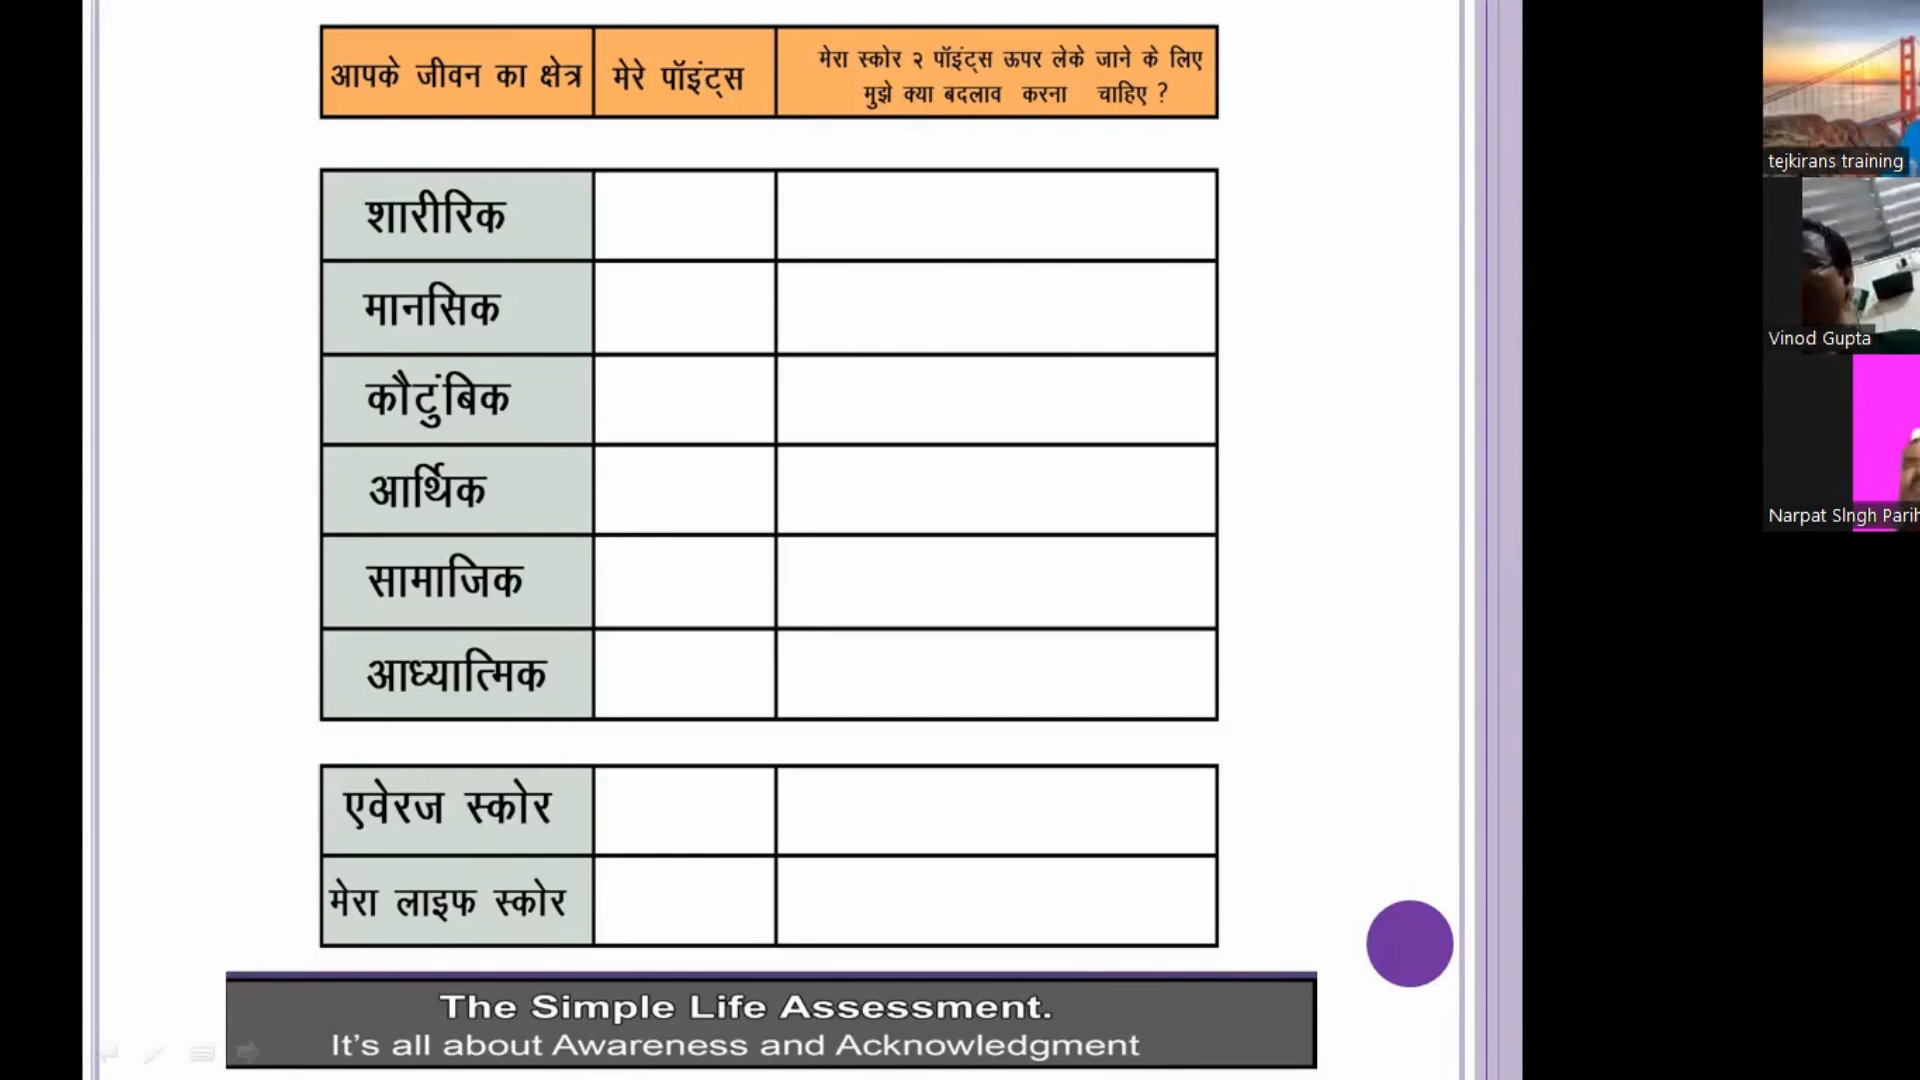 आपके जीवन का क्षेत्र
मेरे पॉइंट्स
मेरा स्कोर २ पॉइंट्स ऊपर लेके जाने के लिए
मुझे क्या बदलाव करना चाहिए ?
शारीरिक
मानसिक
कौटुंबिक
आर्थिक
सामाजिक
आध्यात्मिक
एवेरज स्कोर
मेरा लाइफ स्कोर
The Simple Life Assessment.
It's all about Awareness and Acknowledgment
tejkirans training
Vinod Gupta
Narpat SIngh Parih